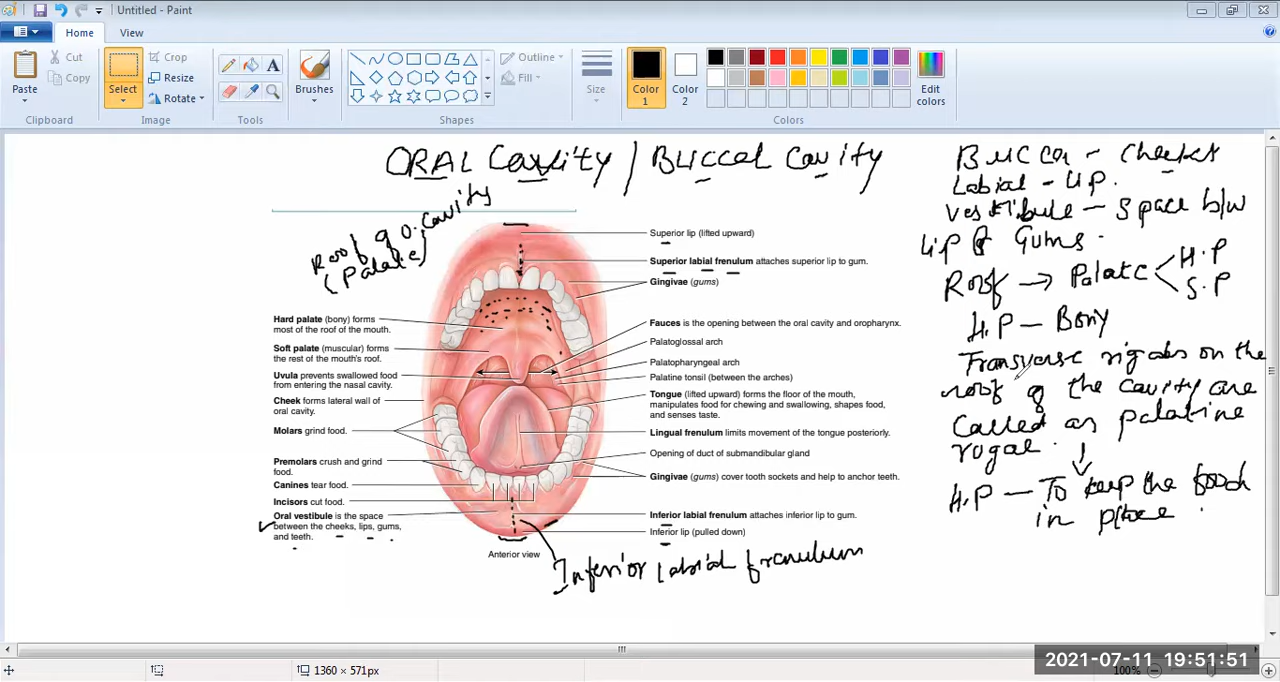 Untitled - Paint
Home
View
Paste
Cut
Copy
Clipboard
Select
Crop
Resize
Rotate
Image
Tools
Brushes
Shapes
Outline
Fill
Size
Color 1
Color 2
Edit colors
Colors
ORAL Cavity / Buccal Cavity
Roof of O. cavity
(Palate)
Superior lip (lifted upward)
Superior labial frenulum attaches superior lip to gum.
Gingivae (gums)
Fauces is the opening between the oral cavity and oropharynx.
Palatoglossal arch
Palatopharyngeal arch
Palatine tonsil (between the arches)
Tongue (lifted upward) forms the floor of the mouth,
manipulates food for chewing and swallowing, shapes food,
and senses taste.
Lingual frenulum limits movement of the tongue posteriorly.
Opening of duct of submandibular gland
Gingivae (gums) cover tooth sockets and help to anchor teeth.
Inferior labial frenulum attaches inferior lip to gum.
Inferior lip (pulled down)
Hard palate (bony) forms
most of the roof of the mouth.
Soft palate (muscular) forms
the rest of the mouth's roof.
Uvula prevents swallowed food
from entering the nasal cavity.
Cheek forms lateral wall of
oral cavity.
Molars grind food.
Premolars crush and grind
food.
Canines tear food.
Incisors cut food.
Oral vestibule is the space
between the cheeks, lips, gums,
and teeth.
Anterior view
Inferior labial franulum
Bucca - Cheeks
Labial - LIP.
Vestibule - Space b/w
Lip & Gums.
Roof → Palate < H.P
S.P
H.P - Bony
Transverse rigabs on the
roof of the cavity are
Called as palatine
rugal.
H.P - To keep the food
in place.
1360 × 571px
100%
2021-07-11 19:51:51